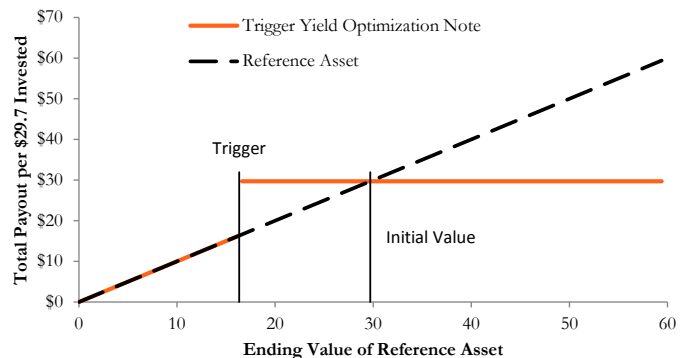 $70
$60
$50
$40
$30
$20
$10
$0
Total Payout per $29.7 Invested
Trigger Yield Optimization Note
Reference Asset
Trigger
Initial Value
0 10 20 30 40 50 60
Ending Value of Reference Asset